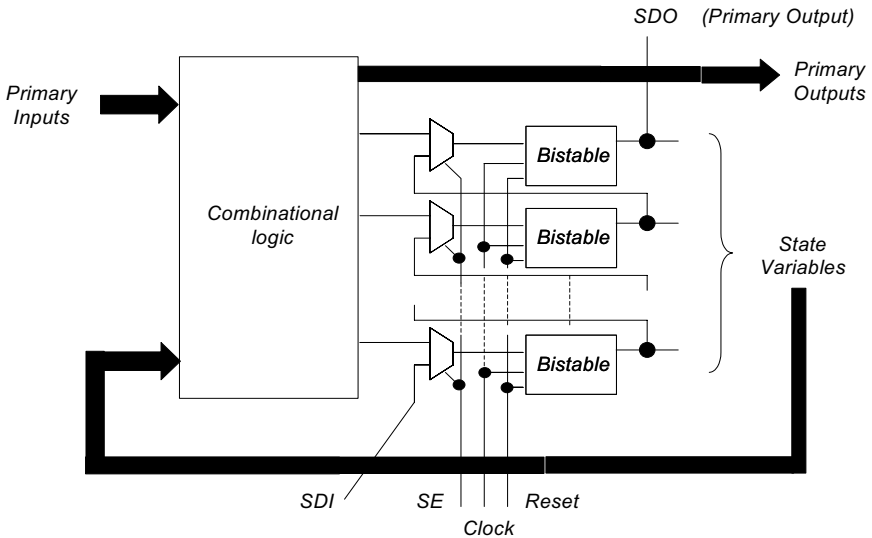 SDO (Primary Output)
Primary
Inputs
Primary
Outputs
Bistable
Combinational
logic
Bistable
State
Variables
Bistable
SDI
SE
Reset
Clock